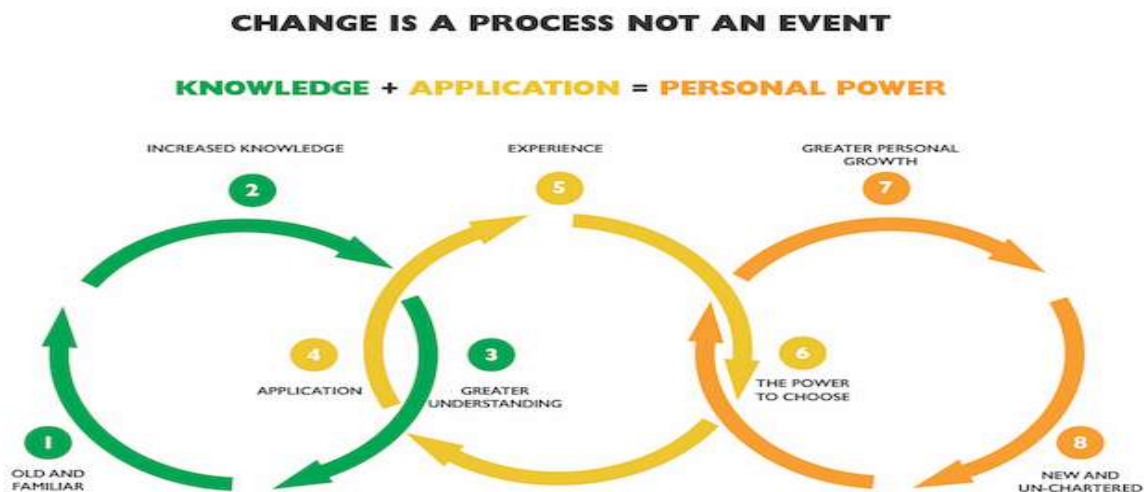 CHANGE IS A PROCESS NOT AN EVENT
KNOWLEDGE + APPLICATION = PERSONAL POWER
INCREASED KNOWLEDGE
2
EXPERIENCE
5
GREATER PERSONAL
GROWTH
7
4
APPLICATION
3
GREATER
UNDERSTANDING
6
THE POWER
TO CHOOSE
1
OLD AND
FAMILIAR
8
NEW AND
UN-CHARTERED